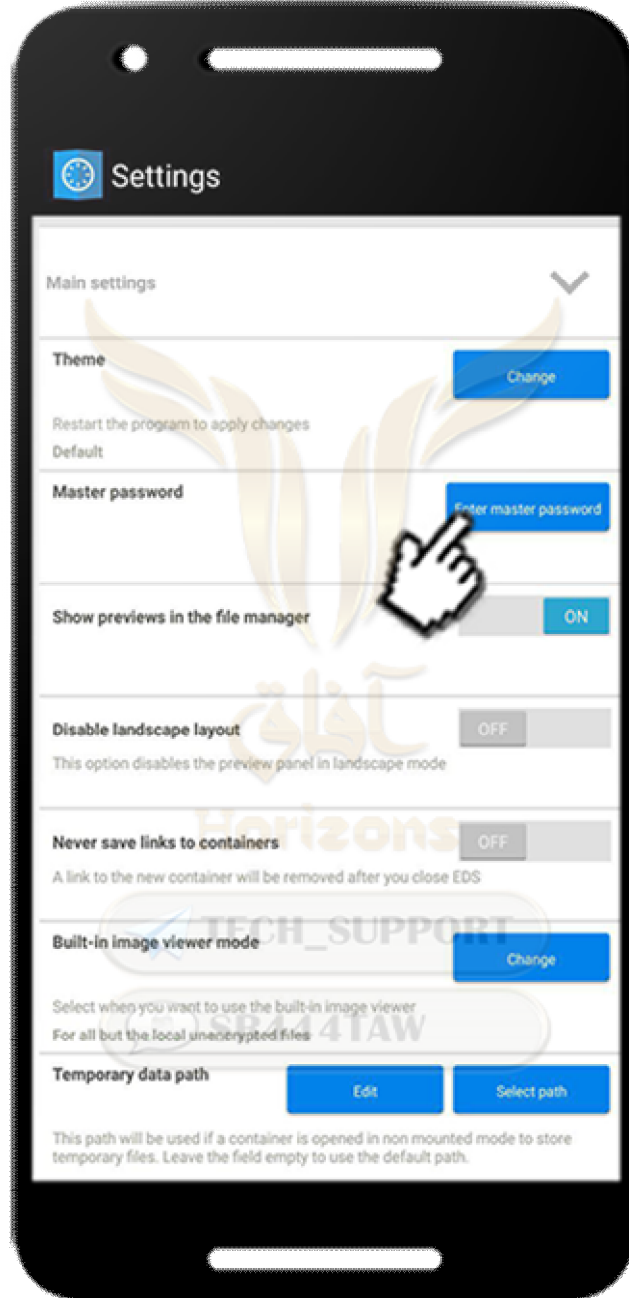 Settings
Main settings
Theme
Change
Restart the program to apply changes
Default
Master password
Enter master password
Show previews in the file manager
ON
Disable landscape layout
OFF
This option disables the preview panel in landscape mode
آفاق
Horizons
Never save links to containers
OFF
A link to the new container will be removed after you close EDS
TECH_SUPPORT
Built-in image viewer mode
Change
Select when you want to use the built-in image viewer
For all but the local unencrypted files
Temporary data path
Edit
Select path
This path will be used if a container is opened in non mounted mode to store
temporary files. Leave the field empty to use the default path.